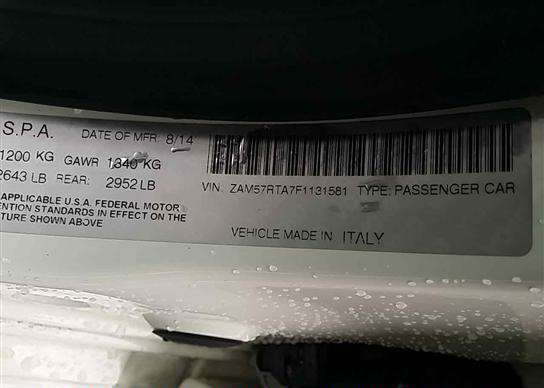 S.P.A. DATE OF MFR. 8/14
1200 KG GAWR 1340 KG
2643 LB REAR: 2952 LB
VIN ZAM57RTA7F1131581 TYPE: PASSENGER CAR
APPLICABLE U.S.A. FEDERAL MOTOR
ENTION STANDARDS IN EFFECT ON THE
TURE SHOWN ABOVE
VEHICLE MADE IN ITALY